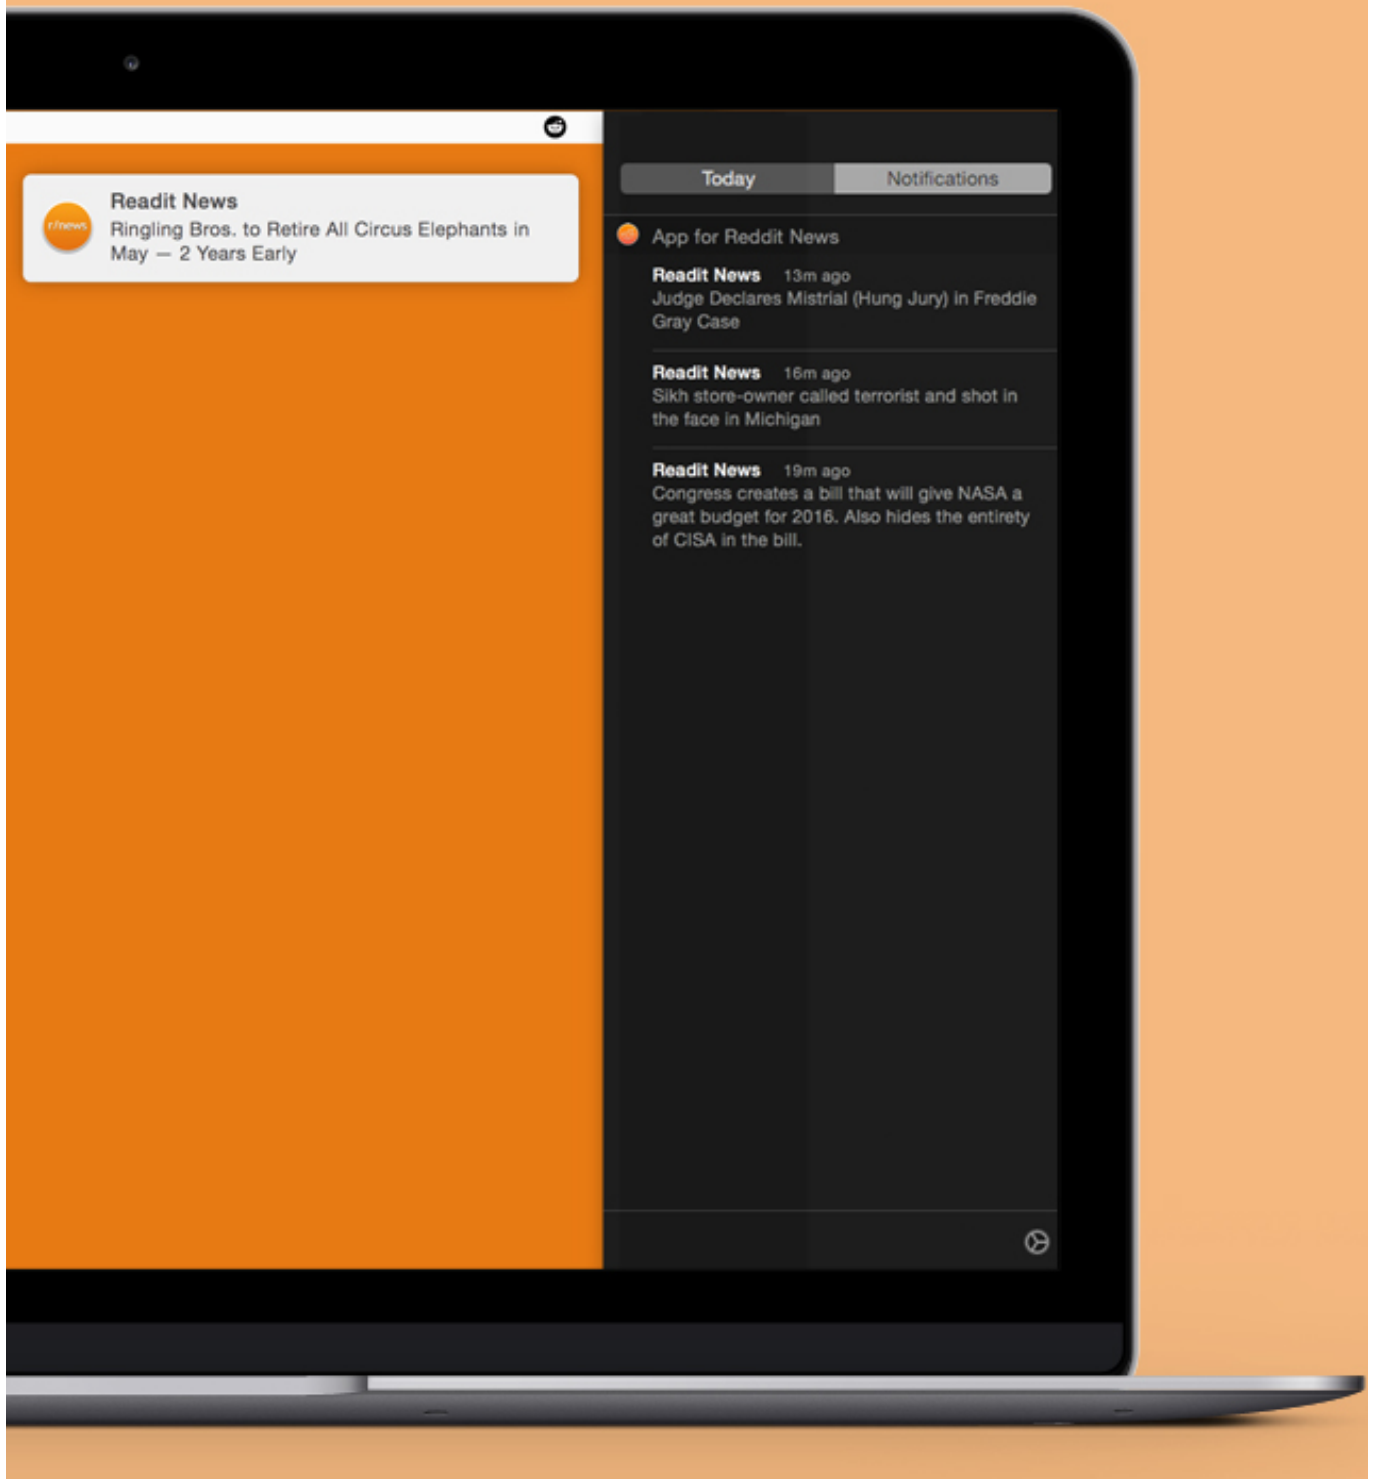 r/news
Readit News
Ringling Bros. to Retire All Circus Elephants in
May — 2 Years Early
Today
Notifications
App for Reddit News
Readit News 13m ago
Judge Declares Mistrial (Hung Jury) in Freddie
Gray Case
Readit News 16m ago
Sikh store-owner called terrorist and shot in
the face in Michigan
Readit News 19m ago
Congress creates a bill that will give NASA a
great budget for 2016. Also hides the entirety
of CISA in the bill.